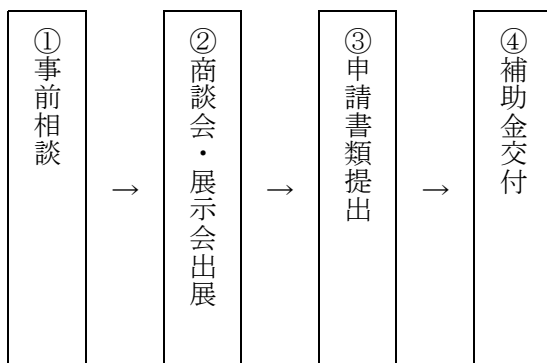 ①事前相談
→
②商談会・展示会出展
→
③申請書類提出
→
④補助金交付